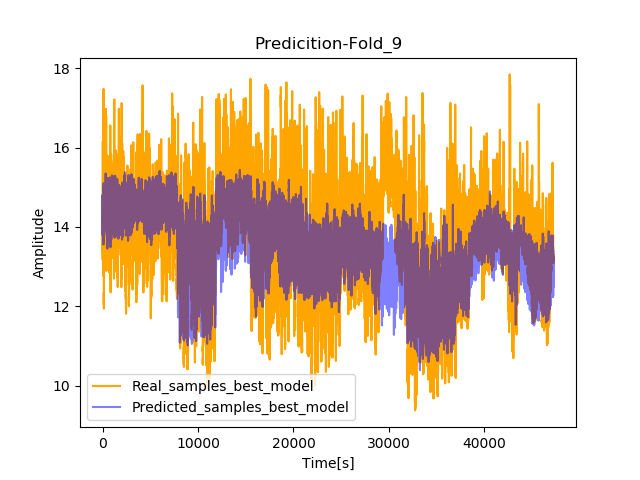 Predicition-Fold_9
18
16
14
12
10
Amplitude
Real_samples_best_model
Predicted_samples_best_model
0
10000
20000
30000
40000
Time[s]